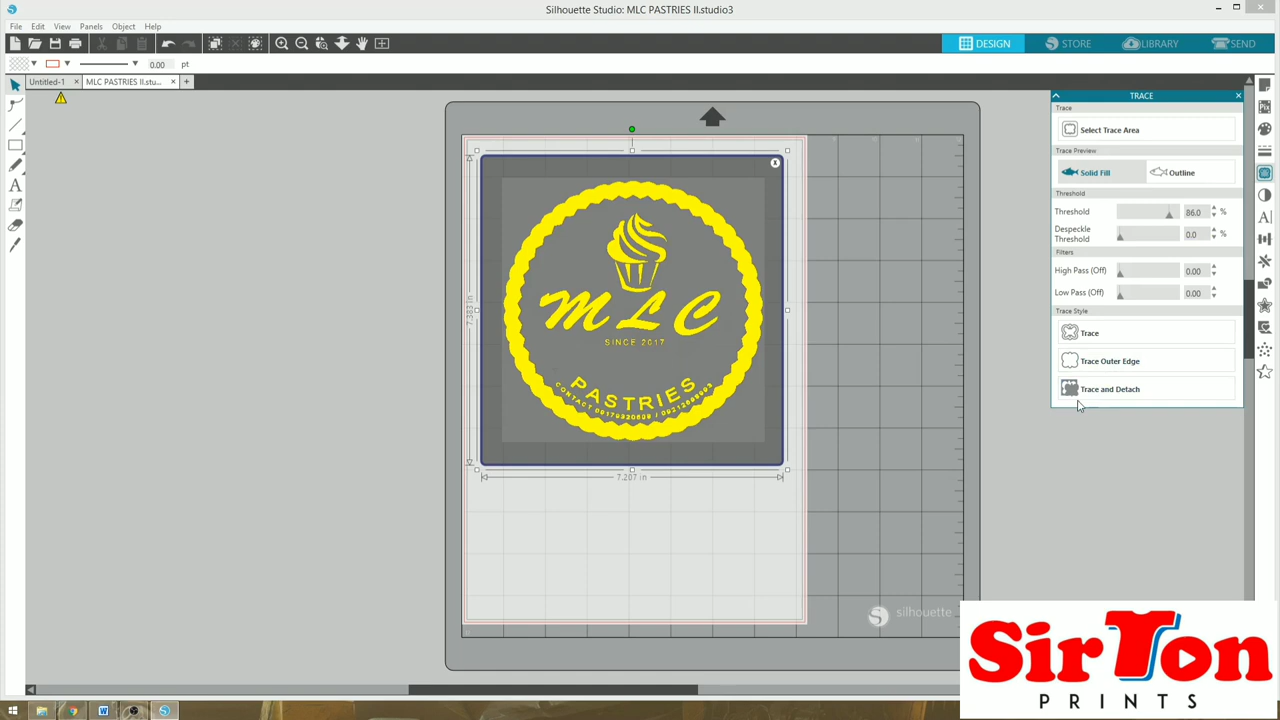 Silhouette Studio: MLC PASTRIES II.studio3
File Edit View Panels Object Help
DESIGN STORE LIBRARY SEND
0.00 pt
Untitled-1 MLC PASTRIES II.stu...
TRACE
Trace
Select Trace Area
Trace Preview
Solid Fill Outline
Threshold
Threshold 86.0 %
Despeckle Threshold 0.0 %
Filters
High Pass (Off) 0.00
Low Pass (Off) 0.00
Trace Style
Trace
Trace Outer Edge
Trace and Detach
MLC
SINCE 2017
PASTRIES
7.383 in
7.207 in
silhouette
SirTon
PRINTS